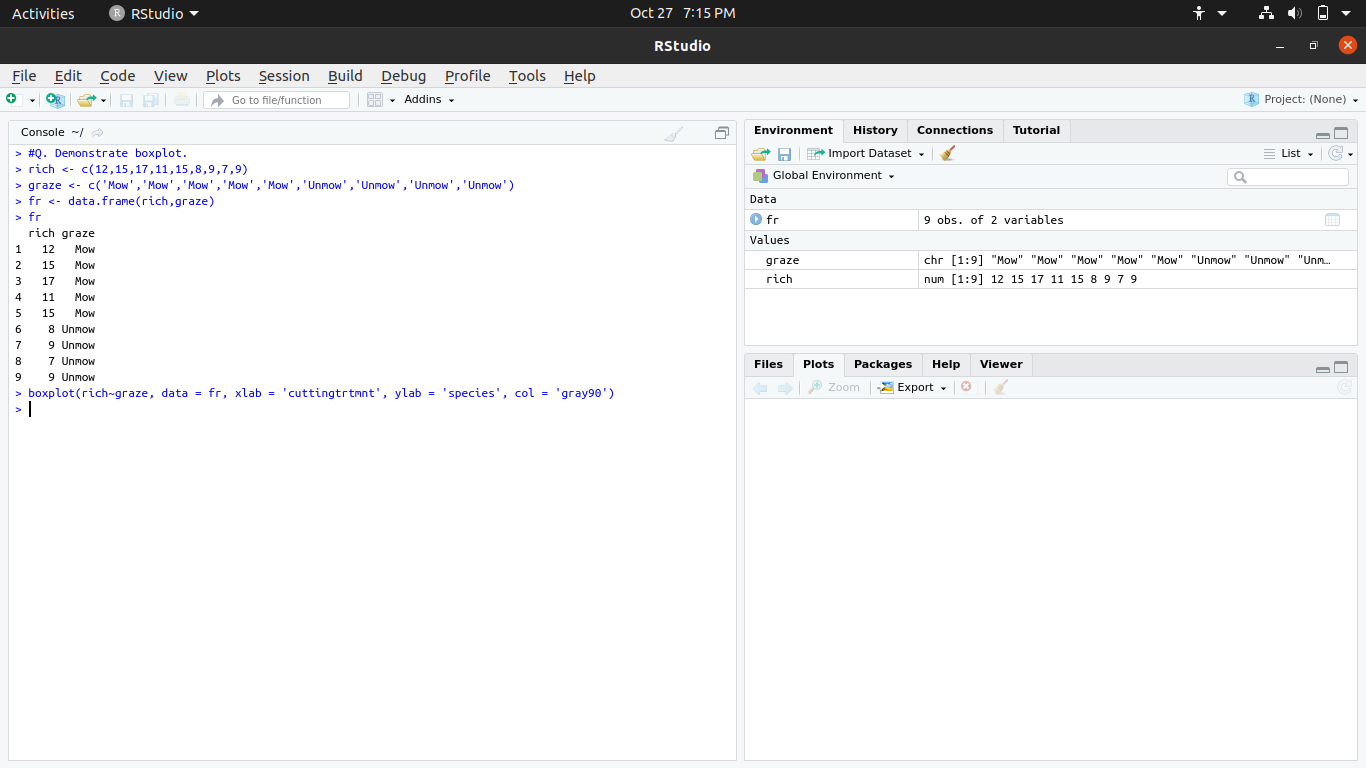 Activities RStudio Oct 27 7:15 PM
RStudio
File Edit Code View Plots Session Build Debug Profile Tools Help
R Go to file/function Addins R Project: (None)
Console ~/
> #Q. Demonstrate boxplot.
> rich <- c(12,15,17,11,15,8,9,7,9)
> graze <- c('Mow','Mow','Mow','Mow','Mow','Unmow','Unmow','Unmow','Unmow')
> fr <- data.frame(rich,graze)
> fr
rich graze
1 12 Mow
2 15 Mow
3 17 Mow
4 11 Mow
5 15 Mow
6 8 Unmow
7 9 Unmow
8 7 Unmow
9 9 Unmow
> boxplot(rich~graze, data = fr, xlab = 'cuttingtrtmnt', ylab = 'species', col = 'gray90')
>
Environment History Connections Tutorial
Import Dataset List
Global Environment
Data
fr 9 obs. of 2 variables
Values
graze chr [1:9] "Mow" "Mow" "Mow" "Mow" "Mow" "Unmow" "Unmow" "Unm…
rich num [1:9] 12 15 17 11 15 8 9 7 9
Files Plots Packages Help Viewer
Zoom Export